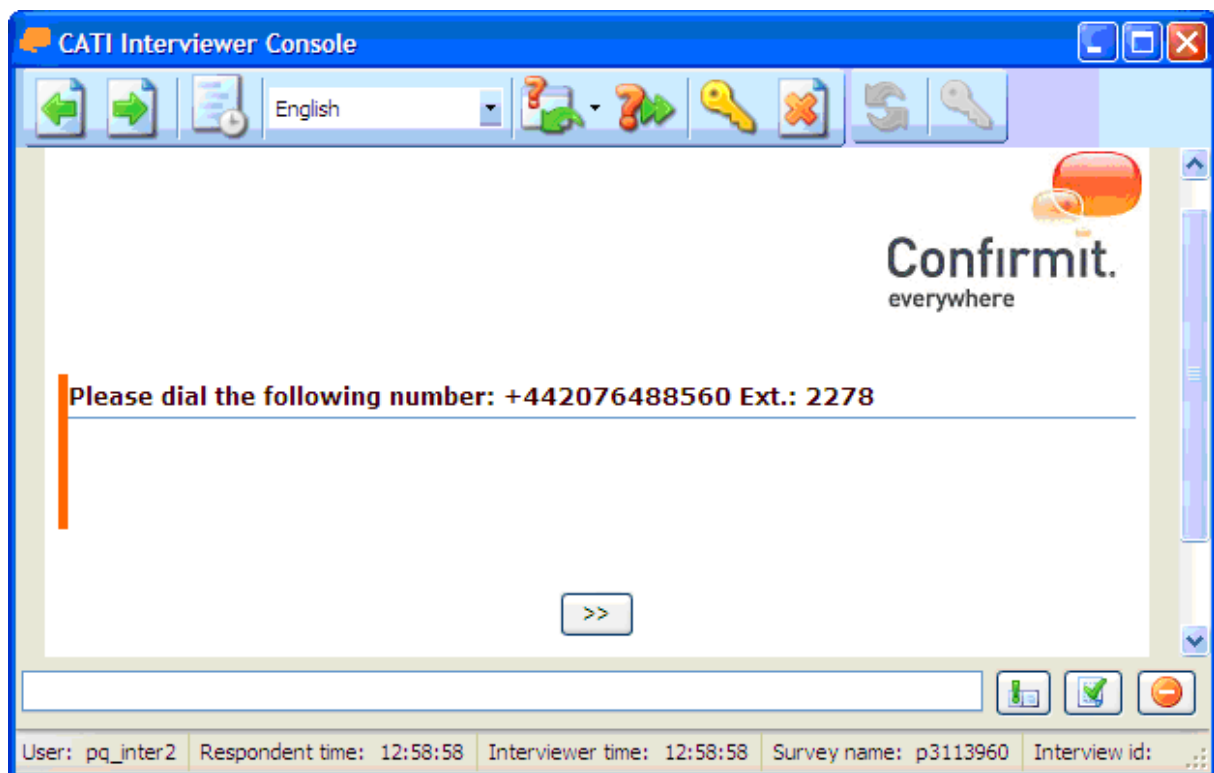 CATI Interviewer Console
English
Confirmit.
everywhere
Please dial the following number: +442076488560 Ext.: 2278
>>
User: pq_inter2 Respondent time: 12:58:58 Interviewer time: 12:58:58 Survey name: p3113960 Interview id: